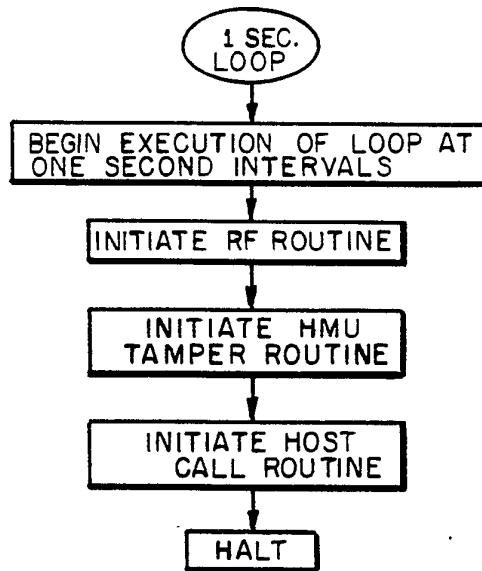 1 SEC.
LOOP
BEGIN EXECUTION OF LOOP AT
ONE SECOND INTERVALS
INITIATE RF ROUTINE
INITIATE HMU
TAMPER ROUTINE
INITIATE HOST
CALL ROUTINE
HALT